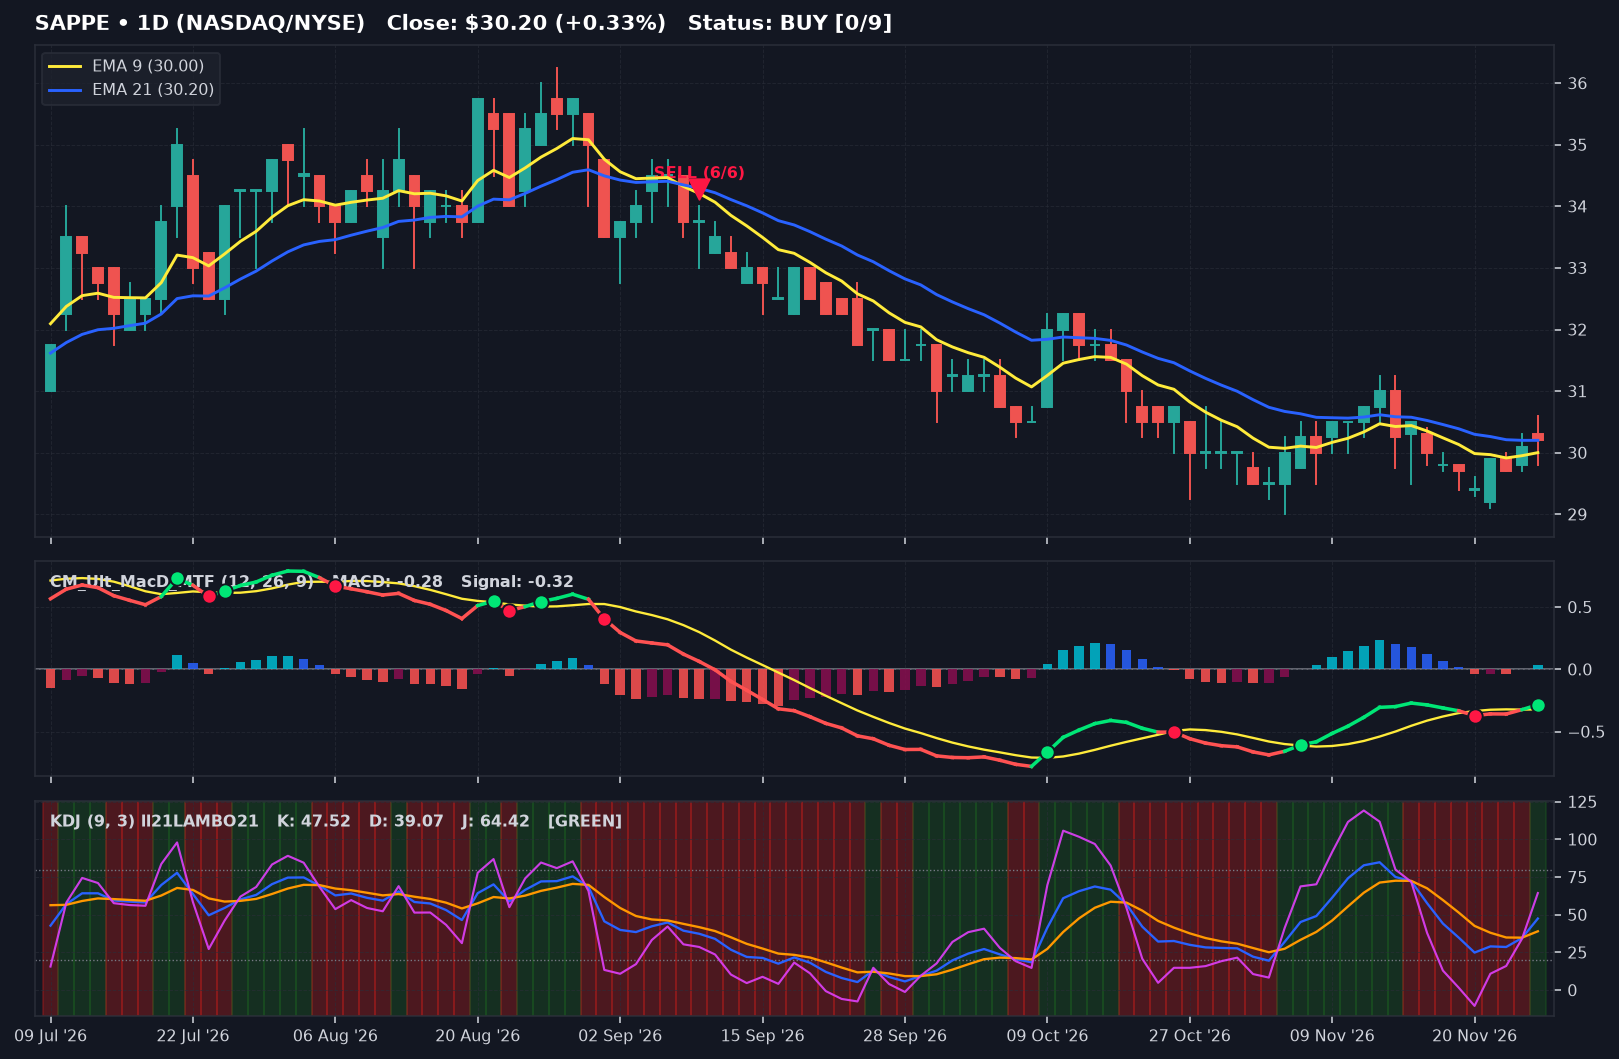 SAPPE • 1D (NASDAQ/NYSE)   Close: $30.20 (+0.33%)   Status: BUY [0/9]
EMA 9 (30.00)
EMA 21 (30.20)
SELL (6/6)
36
35
34
33
32
31
30
29
CM_Ult_MacD_MTF (12, 26, 9)   MACD: -0.28   Signal: -0.32
0.5
0.0
−0.5
KDJ (9, 3) II21LAMBO21   K: 47.52   D: 39.07   J: 64.42   [GREEN]
125
100
75
50
25
0
09 Jul '26
22 Jul '26
06 Aug '26
20 Aug '26
02 Sep '26
15 Sep '26
28 Sep '26
09 Oct '26
27 Oct '26
09 Nov '26
20 Nov '26